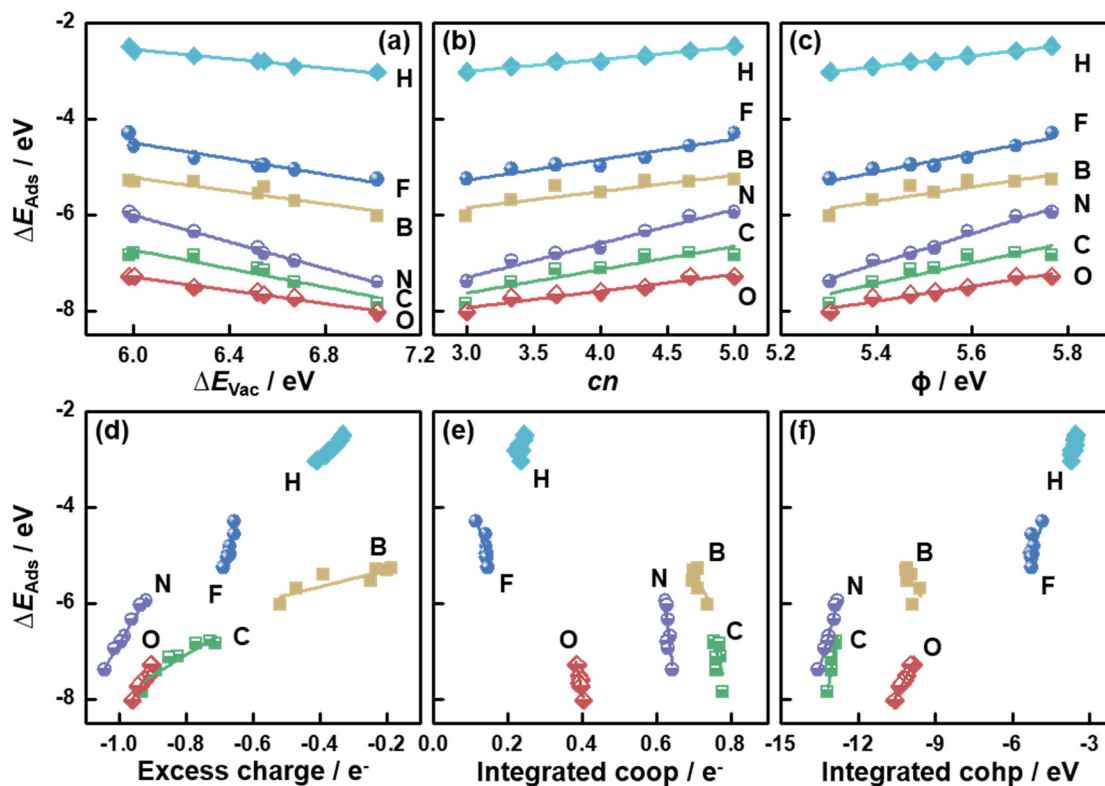 -2
(a)
(b)
(c)
H
H
H
-4
F
F
F
B
B
B
-6
N
N
N
C
C
C
O
O
O
-8
ΔE_Ads / eV
6.0 6.4 6.8 7.2
3.0 3.5 4.0 4.5 5.0
5.2 5.4 5.6 5.8
ΔE_Vac / eV
cn
ϕ / eV
-2
(d)
(e)
(f)
H
H
H
-4
B
B
B
F
F
F
N
N
N
-6
O
O
O
C
C
C
-8
ΔE_Ads / eV
-1.0 -0.8 -0.6 -0.4 -0.2
0.0 0.2 0.4 0.6 0.8
-15 -12 -9 -6 -3
Excess charge / e⁻
Integrated coop / e⁻
Integrated cohp / eV